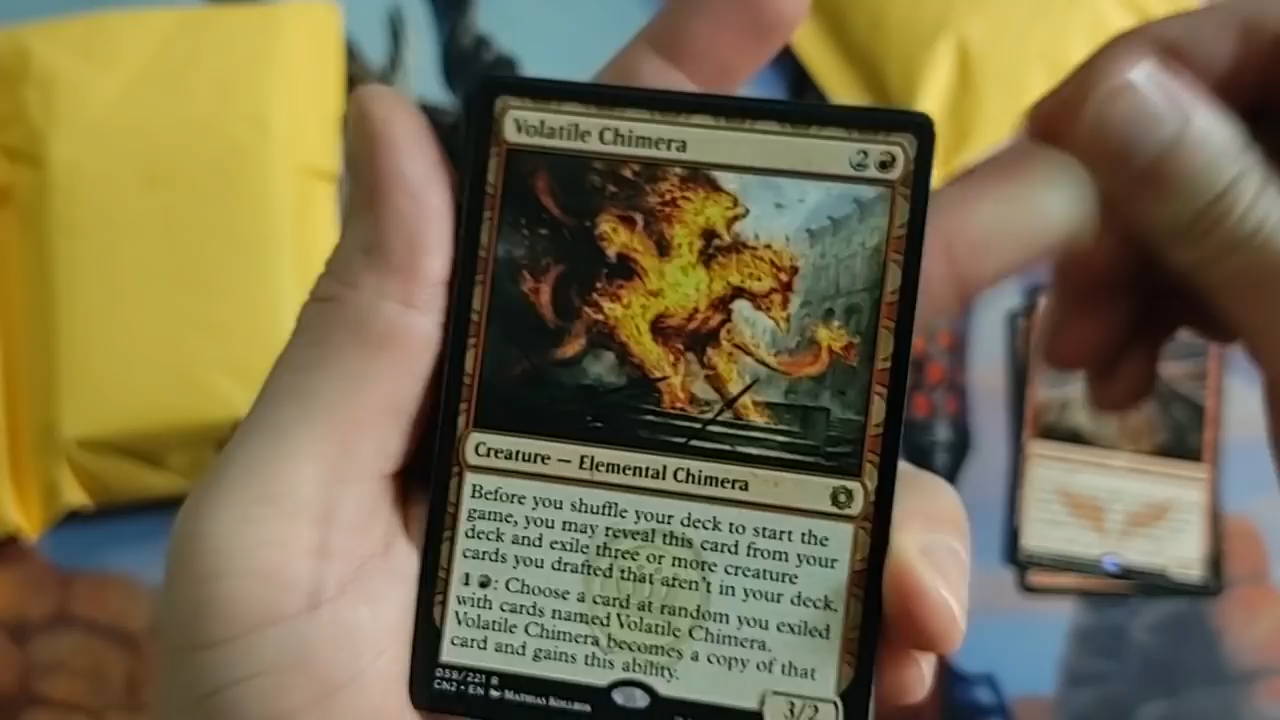 Volatile Chimera
2
Creature — Elemental Chimera
Before you shuffle your deck to start the
game, you may reveal this card from your
deck and exile three or more creature
cards you drafted that aren't in your deck.
1 : Choose a card at random you exiled
with cards named Volatile Chimera.
Volatile Chimera becomes a copy of that
card and gains this ability.
3/2
059/221 R
CN2 • EN Mathias Kollros